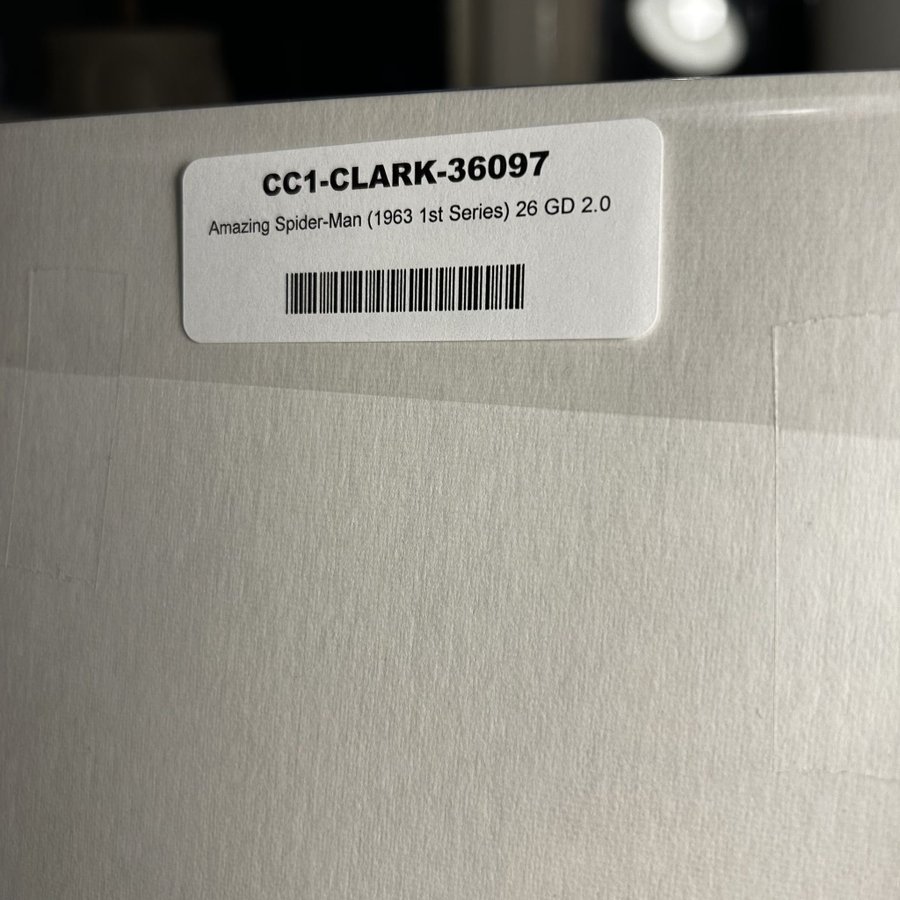 CC1-CLARK-36097
Amazing Spider-Man (1963 1st Series) 26 GD 2.0